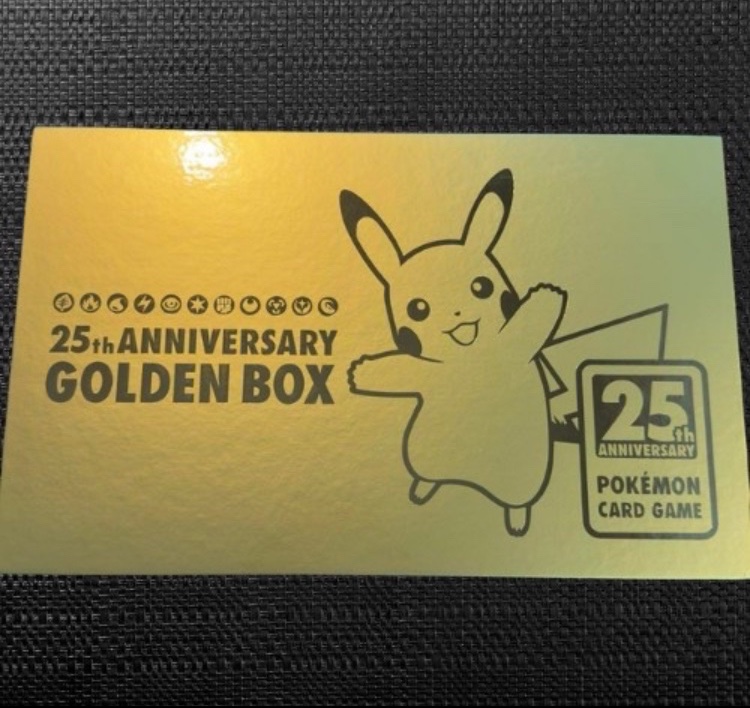 25th ANNIVERSARY
GOLDEN BOX
25th
ANNIVERSARY
POKÉMON
CARD GAME